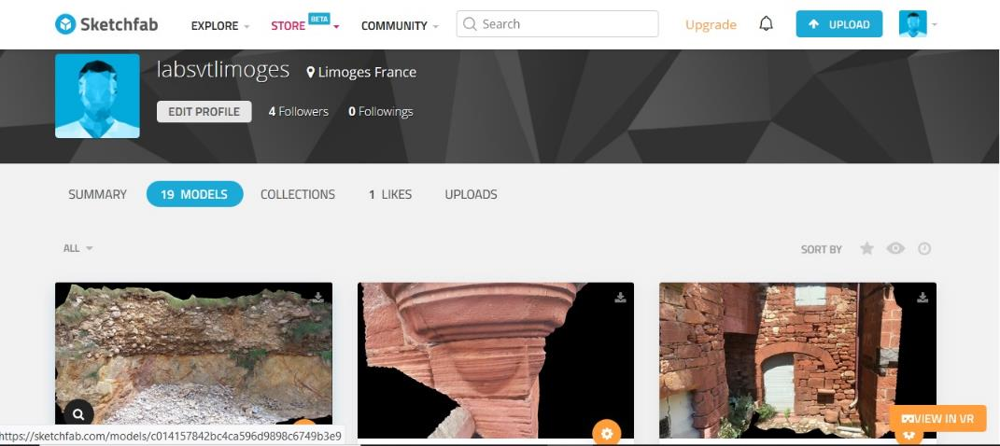 Sketchfab EXPLORE STORE BETA COMMUNITY Search Upgrade UPLOAD
labsvtlimoges Limoges France
EDIT PROFILE 4 Followers 0 Followings
SUMMARY 19 MODELS COLLECTIONS 1 LIKES UPLOADS
ALL SORT BY
VIEW IN VR
https://sketchfab.com/models/c014157842bc4ca596d9898c6749b3e9